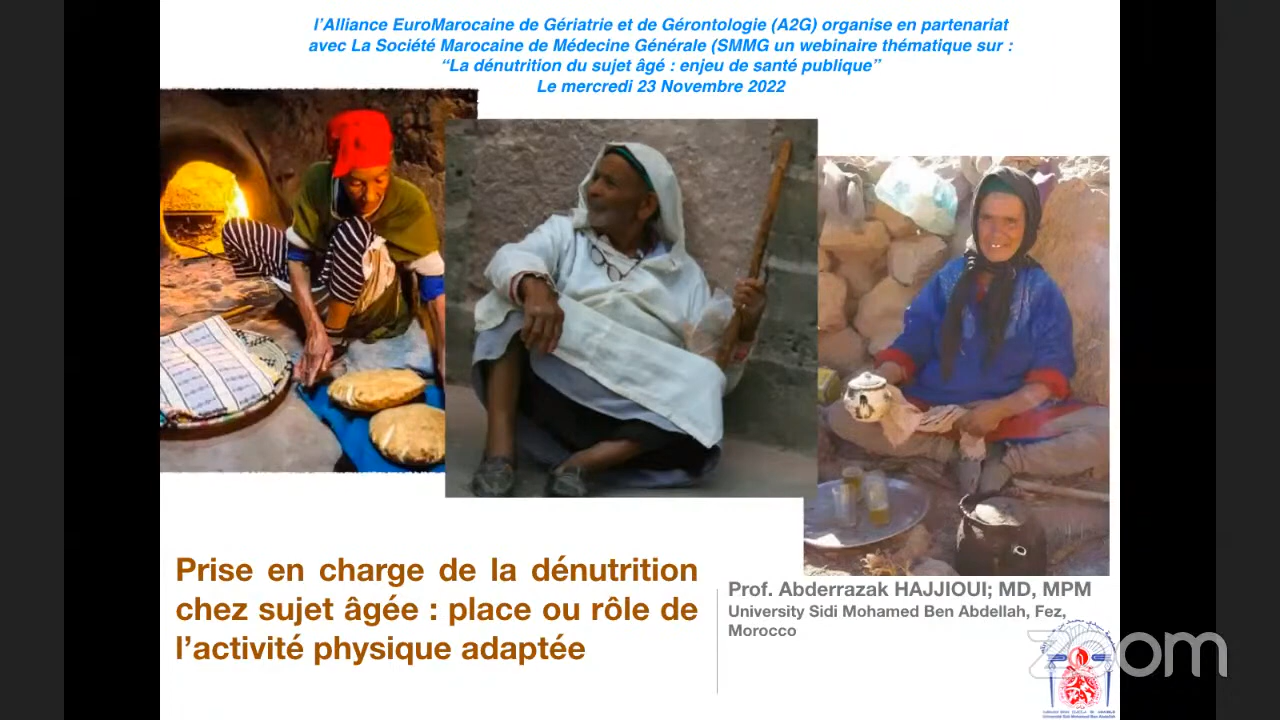 l'Alliance EuroMarocaine de Gériatrie et de Gérontologie (A2G) organise en partenariat
avec La Société Marocaine de Médecine Générale (SMMG un webinaire thématique sur :
“La dénutrition du sujet âgé : enjeu de santé publique”
Le mercredi 23 Novembre 2022
Prise en charge de la dénutrition
chez sujet âgée : place ou rôle de
l'activité physique adaptée
Prof. Abderrazak HAJJIOUI; MD, MPM
University Sidi Mohamed Ben Abdellah, Fez,
Morocco
zoom